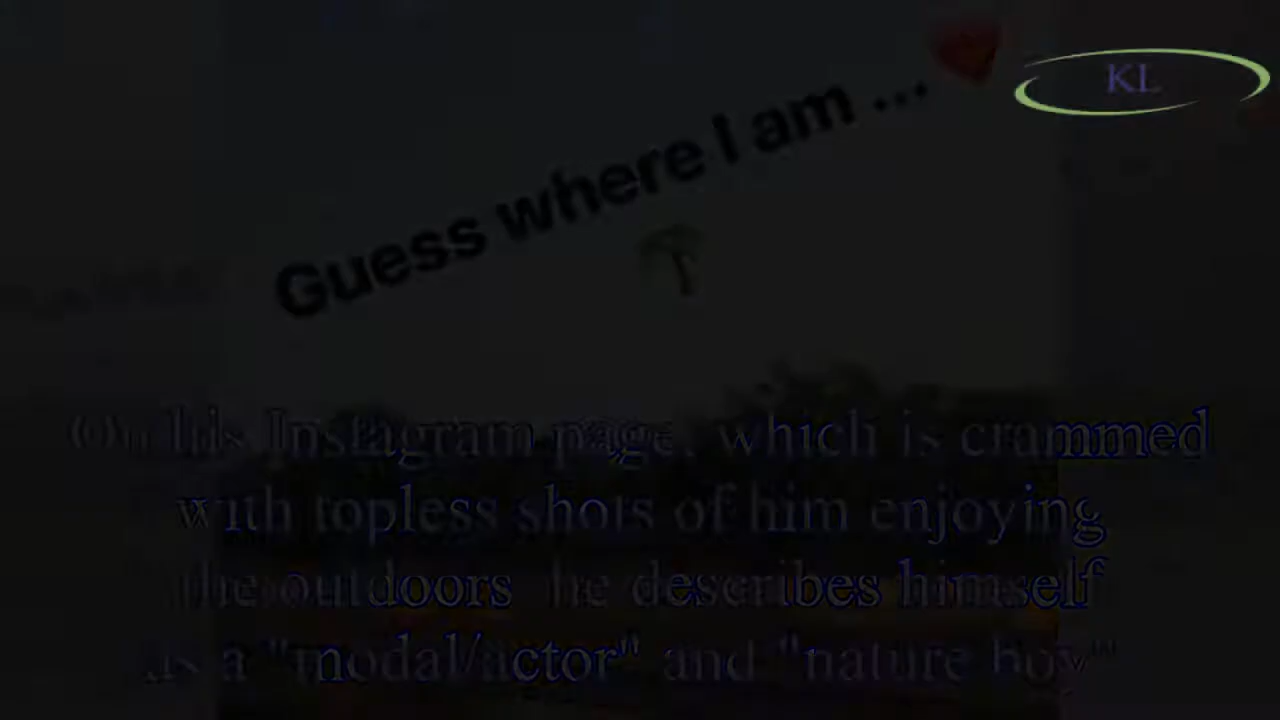 KL
Guess where I am ...
On his Instagram page, which is crammed
with topless shots of him enjoying
the outdoors he describes himself
as a "modal/actor" and "nature boy"